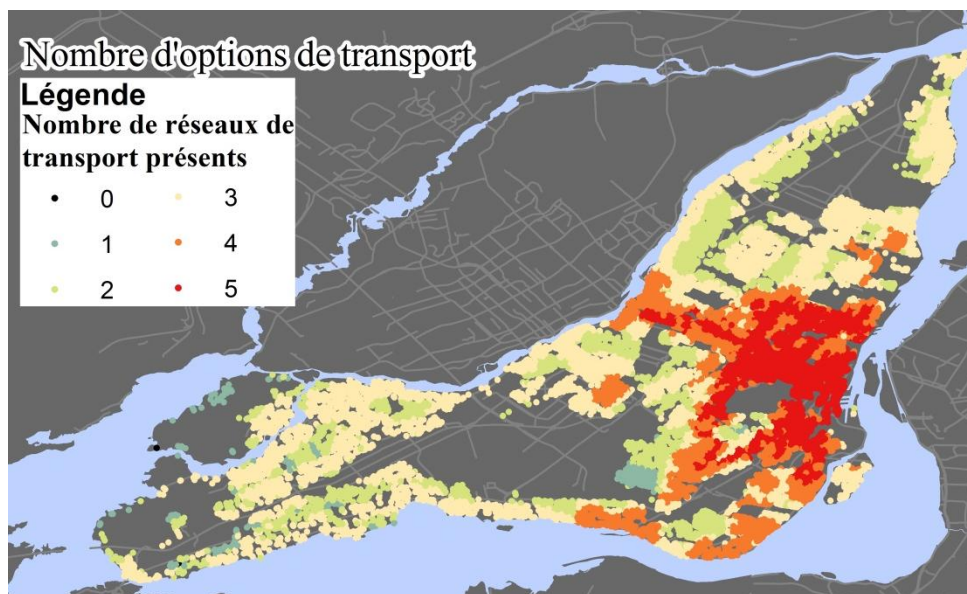 Nombre d'options de transport
Légende
Nombre de réseaux de
transport présents
0 3
1 4
2 5